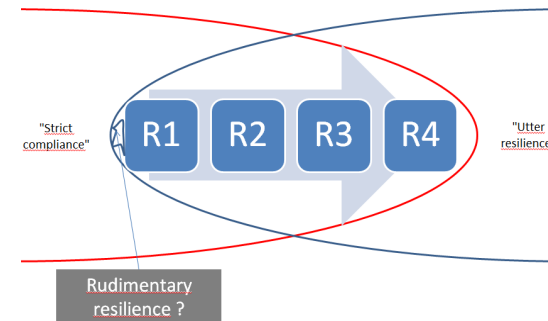 "Strict
compliance"
R1
R2
R3
R4
"Utter
resilience
Rudimentary
resilience ?